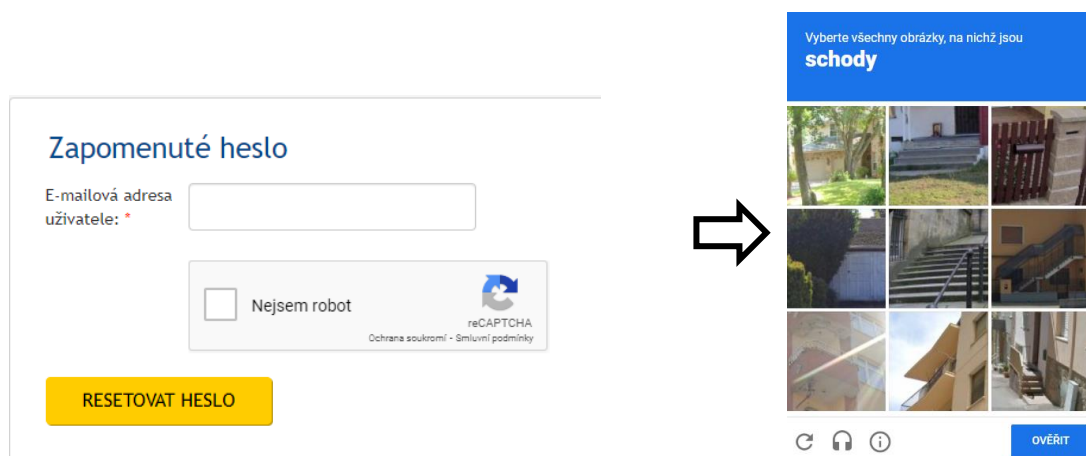 Zapomenuté heslo
E-mailová adresa
uživatele: *
Nejsem robot
reCAPTCHA
Ochrana soukromí - Smluvní podmínky
RESETOVAT HESLO
Vyberte všechny obrázky, na nichž jsou
schody
OVĚŘIT